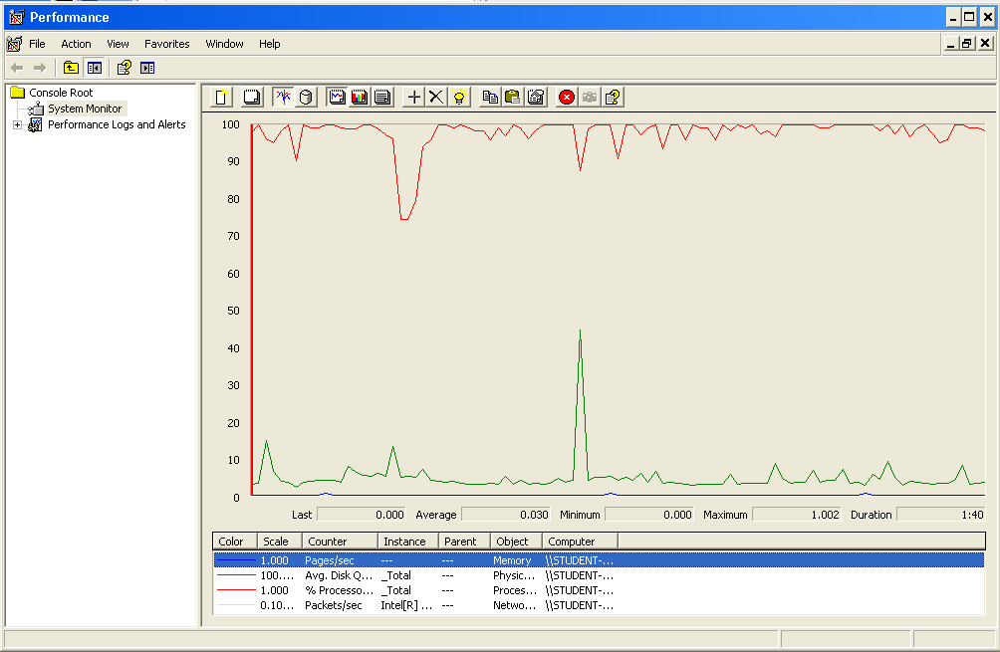 Performance
File Action View Favorites Window Help
Console Root
System Monitor
Performance Logs and Alerts
100
90
80
70
60
50
40
30
20
10
0
Last 0.000 Average 0.030 Minimum 0.000 Maximum 1.002 Duration 1:40
Color Scale Counter Instance Parent Object Computer
1.000 Pages/sec --- --- Memory \\STUDENT-...
100.... Avg. Disk Q... _Total --- Physic... \\STUDENT-...
1.000 % Processo... _Total --- Proces... \\STUDENT-...
0.10... Packets/sec Intel[R] ... --- Netwo... \\STUDENT-...